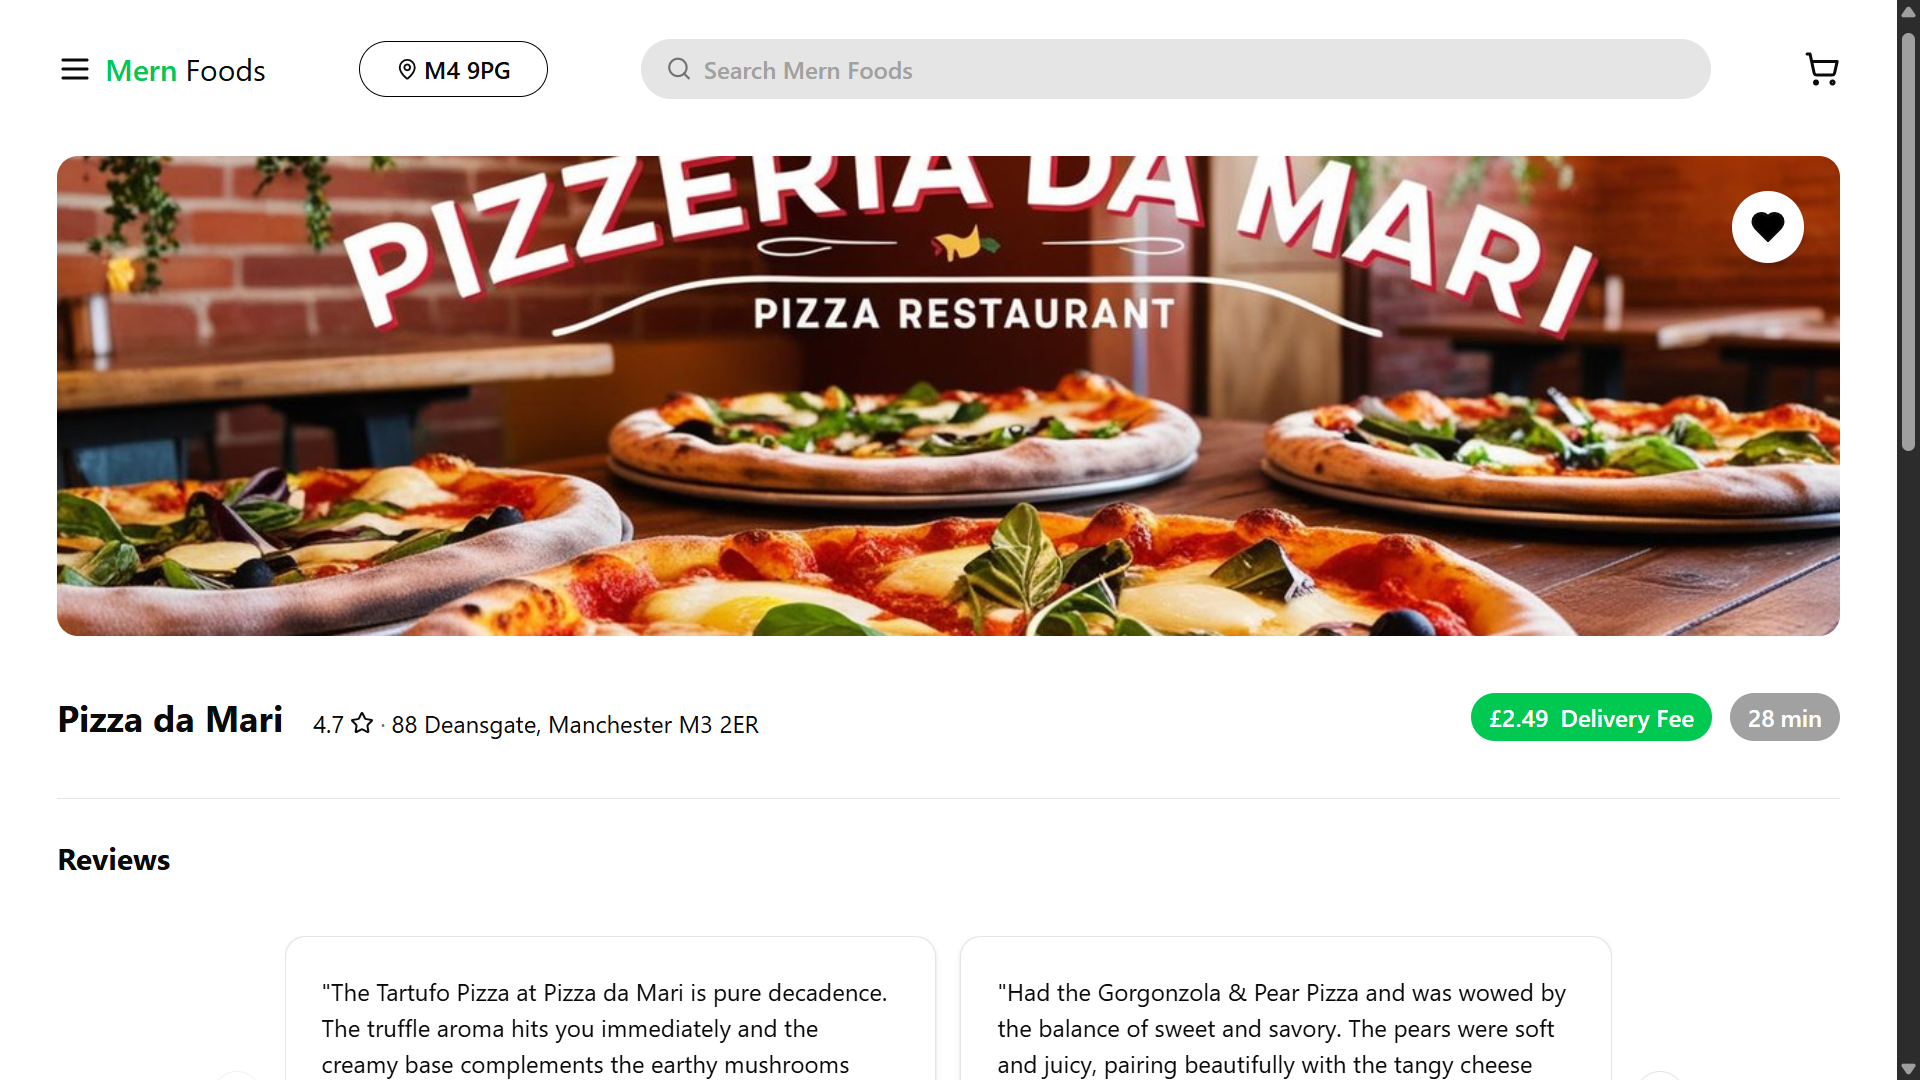 Mern Foods
M4 9PG
Search Mern Foods
PIZZERIA DA MARI
PIZZA RESTAURANT
Pizza da Mari
4.7 · 88 Deansgate, Manchester M3 2ER
£2.49 Delivery Fee
28 min
Reviews
"The Tartufo Pizza at Pizza da Mari is pure decadence.
The truffle aroma hits you immediately and the
creamy base complements the earthy mushrooms
"Had the Gorgonzola & Pear Pizza and was wowed by
the balance of sweet and savory. The pears were soft
and juicy, pairing beautifully with the tangy cheese